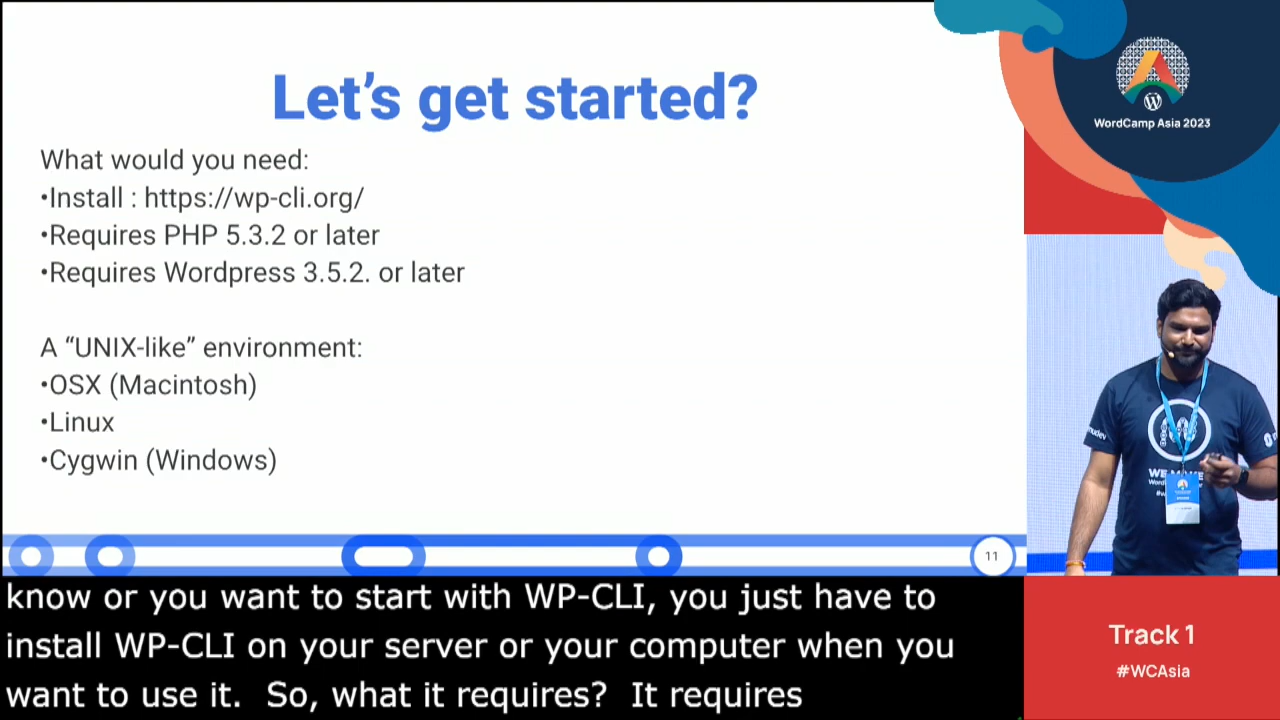 Let's get started?
What would you need:
•Install : https://wp-cli.org/
•Requires PHP 5.3.2 or later
•Requires Wordpress 3.5.2. or later
A “UNIX-like” environment:
•OSX (Macintosh)
•Linux
•Cygwin (Windows)
11
know or you want to start with WP-CLI, you just have to
install WP-CLI on your server or your computer when you
want to use it.  So, what it requires?  It requires
WordCamp Asia 2023
WE MAKE
Track 1
#WCAsia